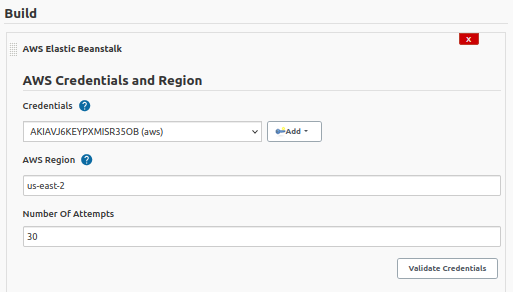 Build
AWS Elastic Beanstalk
x
AWS Credentials and Region
Credentials ?
AKIAVJ6KEYPXMISR35OB (aws)
Add
AWS Region ?
us-east-2
Number Of Attempts
30
Validate Credentials